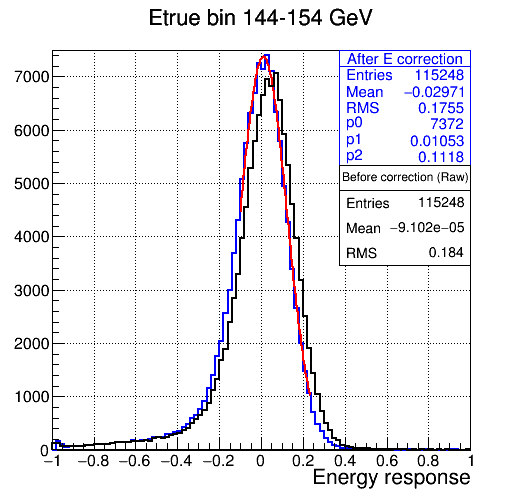 Etrue bin 144-154 GeV
After E correction
Entries 115248
Mean −0.02971
RMS 0.1755
p0 7372
p1 0.01053
p2 0.1118
Before correction (Raw)
Entries 115248
Mean −9.102e−05
RMS 0.184
7000
6000
5000
4000
3000
2000
1000
0
−1 −0.8 −0.6 −0.4 −0.2 0 0.2 0.4 0.6 0.8 1
Energy response